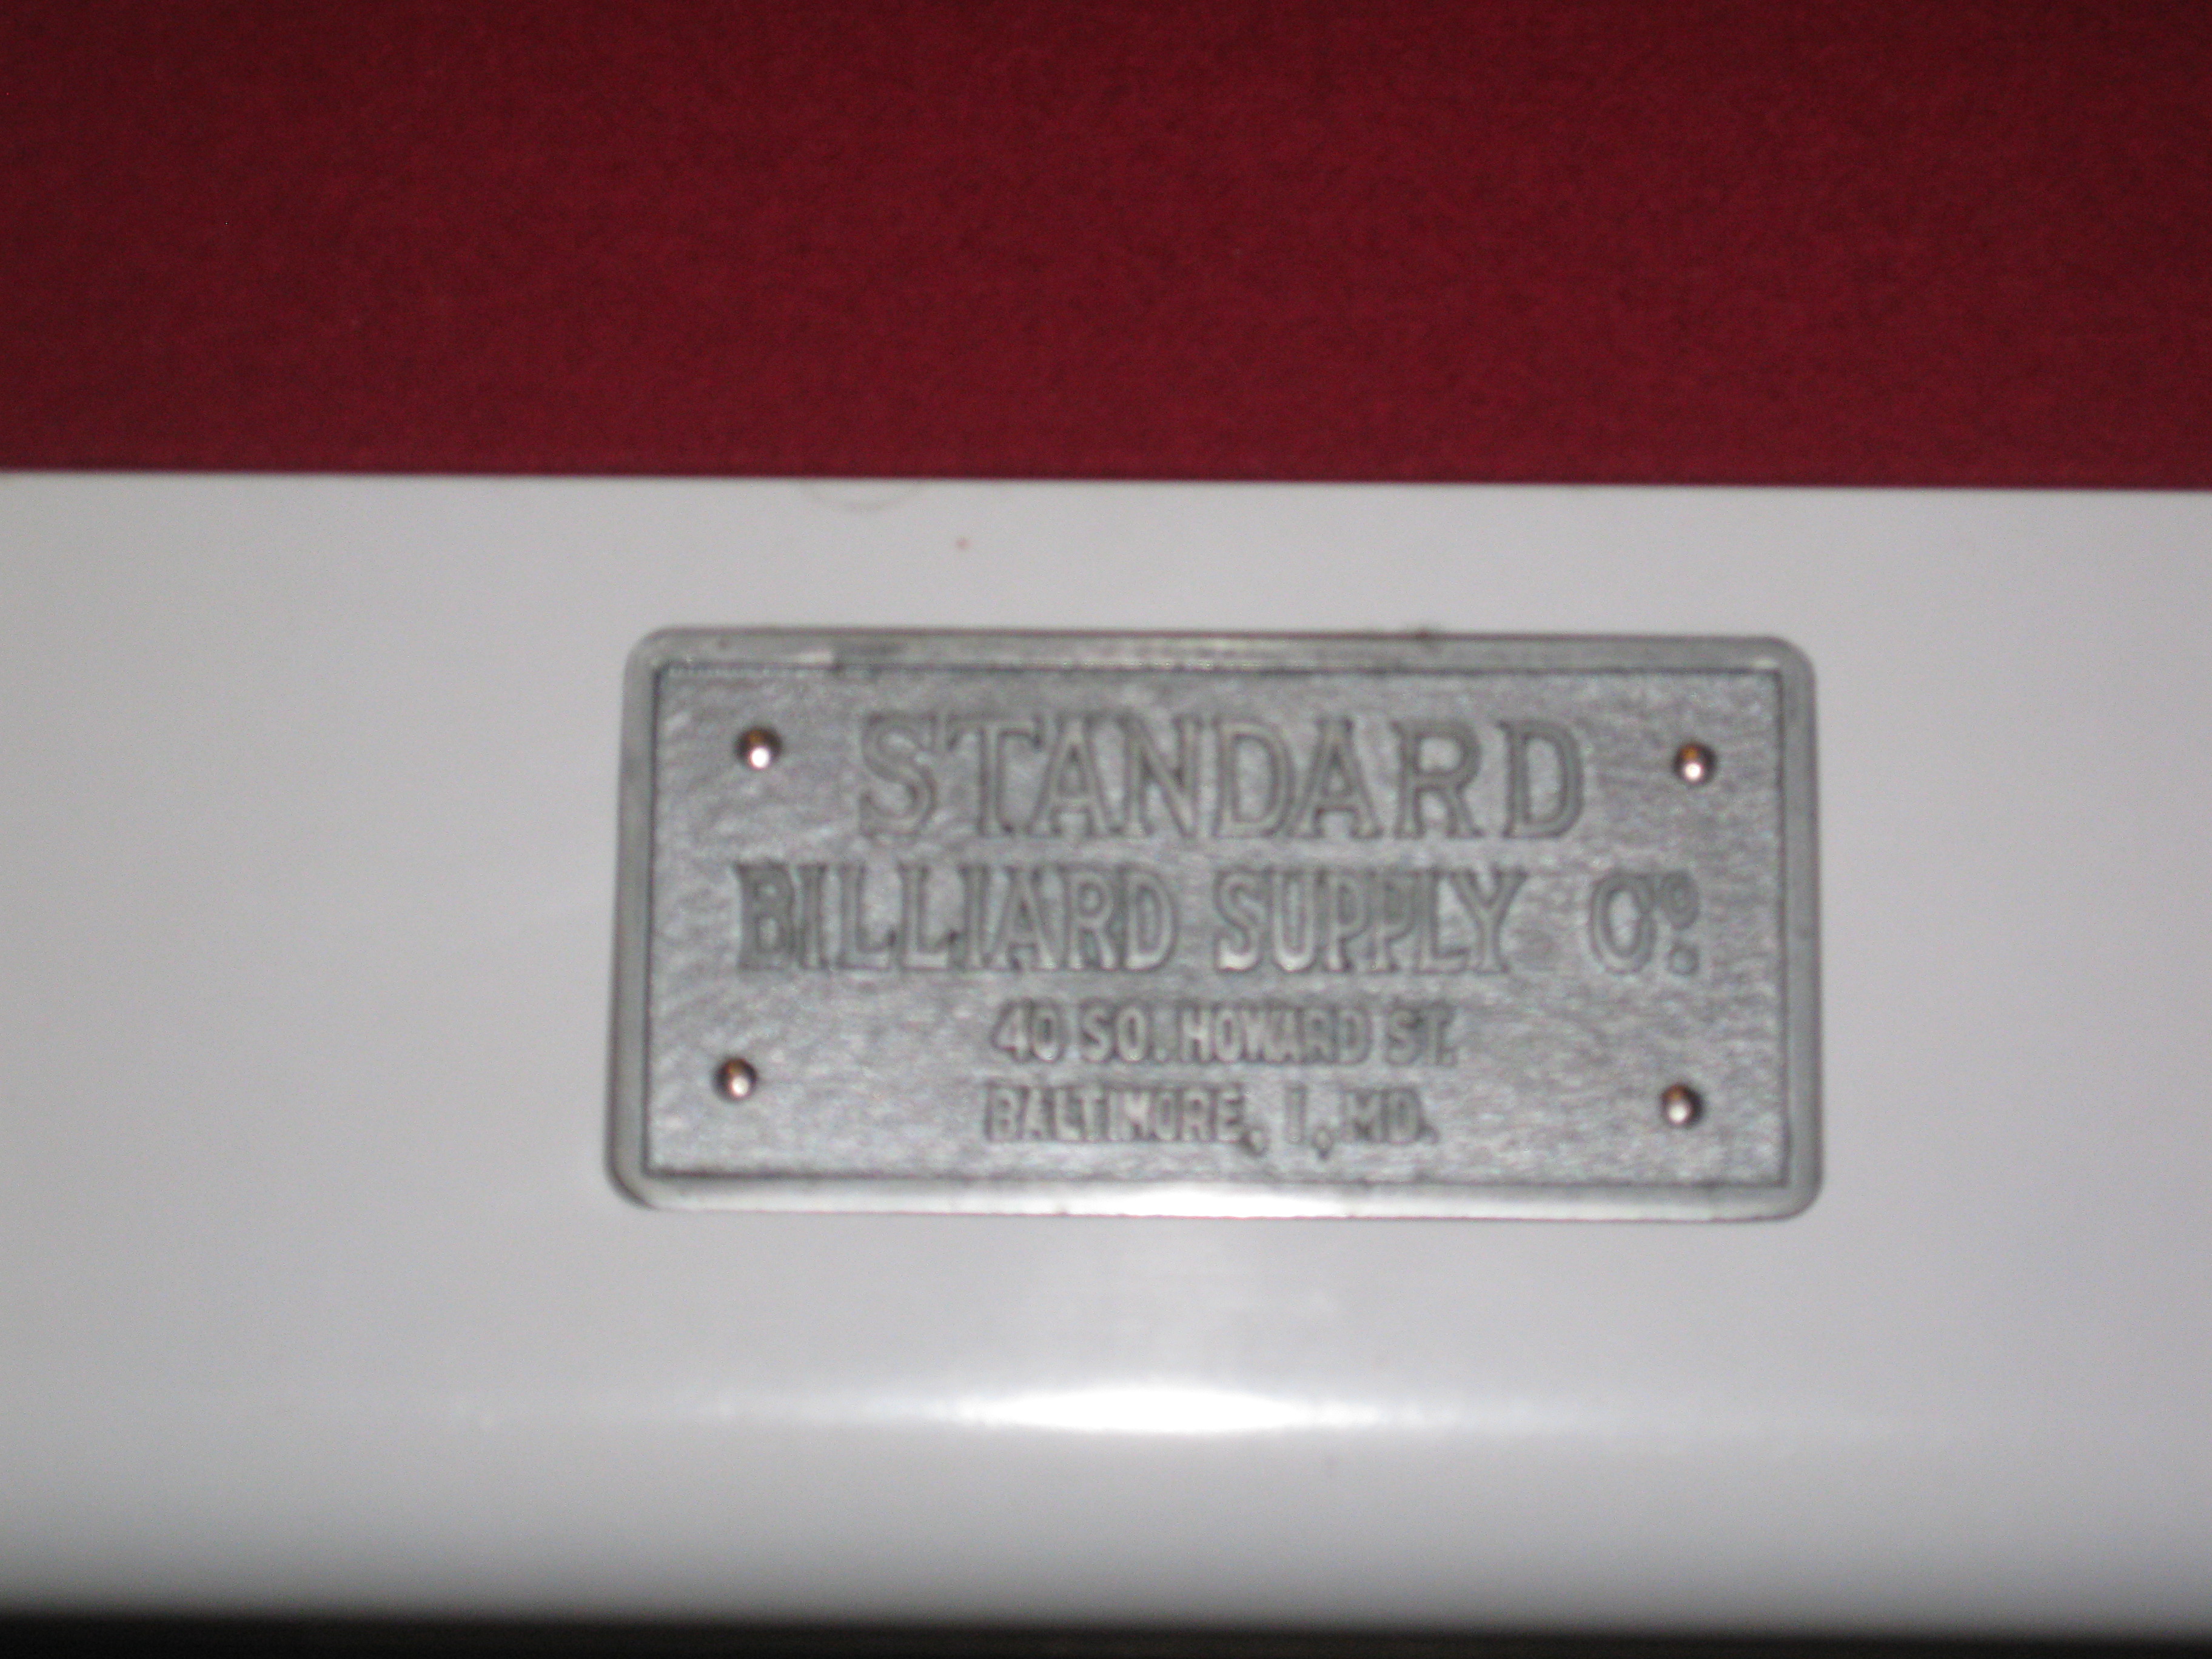 STANDARD
BILLIARD SUPPLY Co.
40 SO. HOWARD ST.
BALTIMORE, 1, MD.